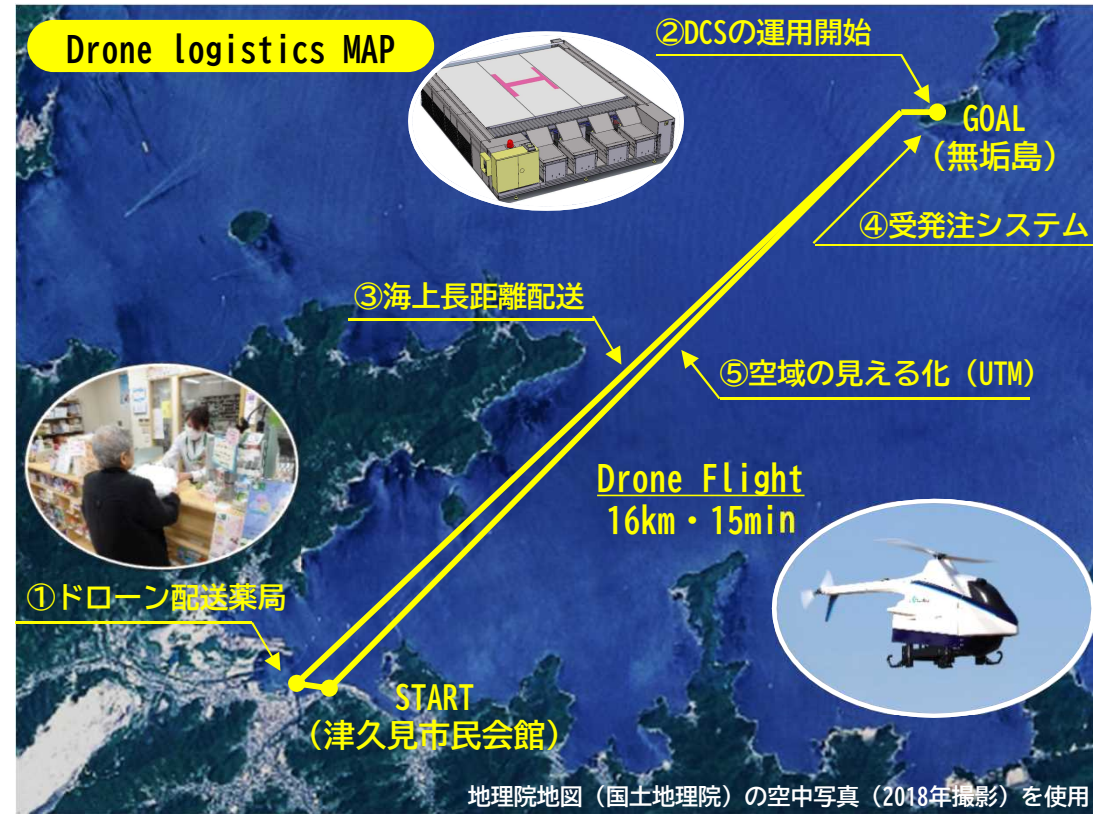 Drone logistics MAP
②DCSの運用開始
GOAL
（無垢島）
④受発注システム
③海上長距離配送
⑤空域の見える化（UTM）
Drone Flight
16km・15min
①ドローン配送薬局
START
（津久見市民会館）
地理院地図（国土地理院）の空中写真（2018年撮影）を使用
H